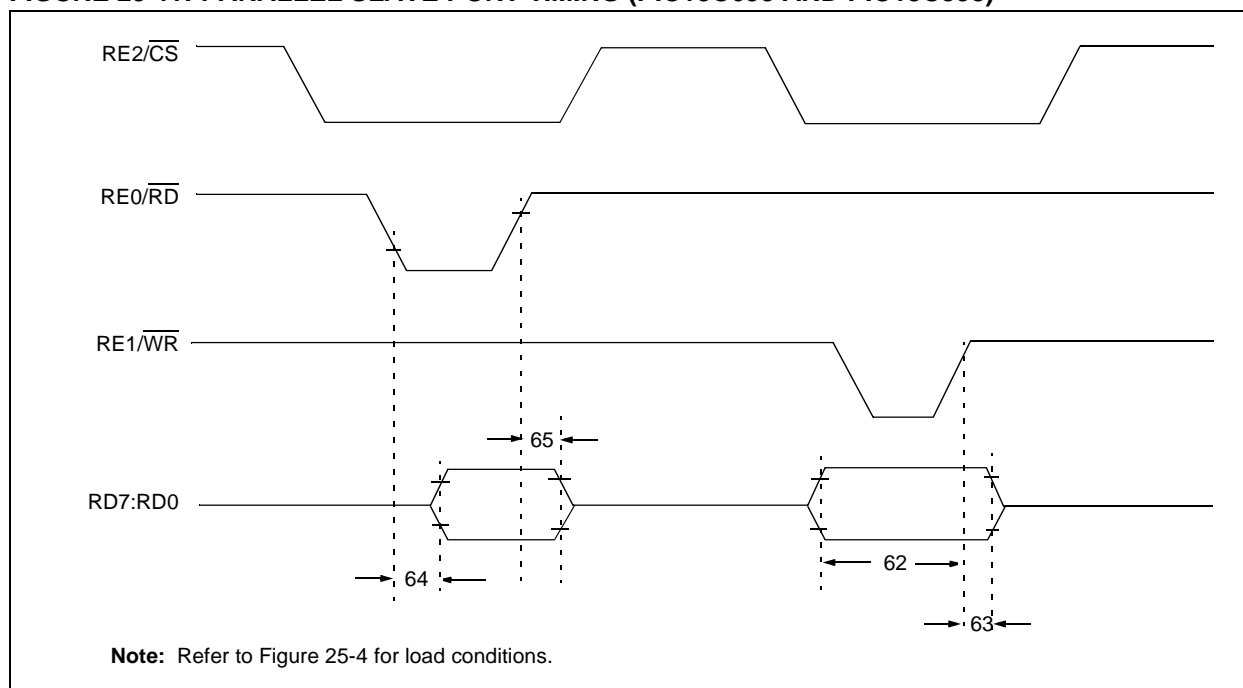 RE2/CS
RE0/RD
RE1/WR
65
RD7:RD0
64
62
63
Note: Refer to Figure 25-4 for load conditions.